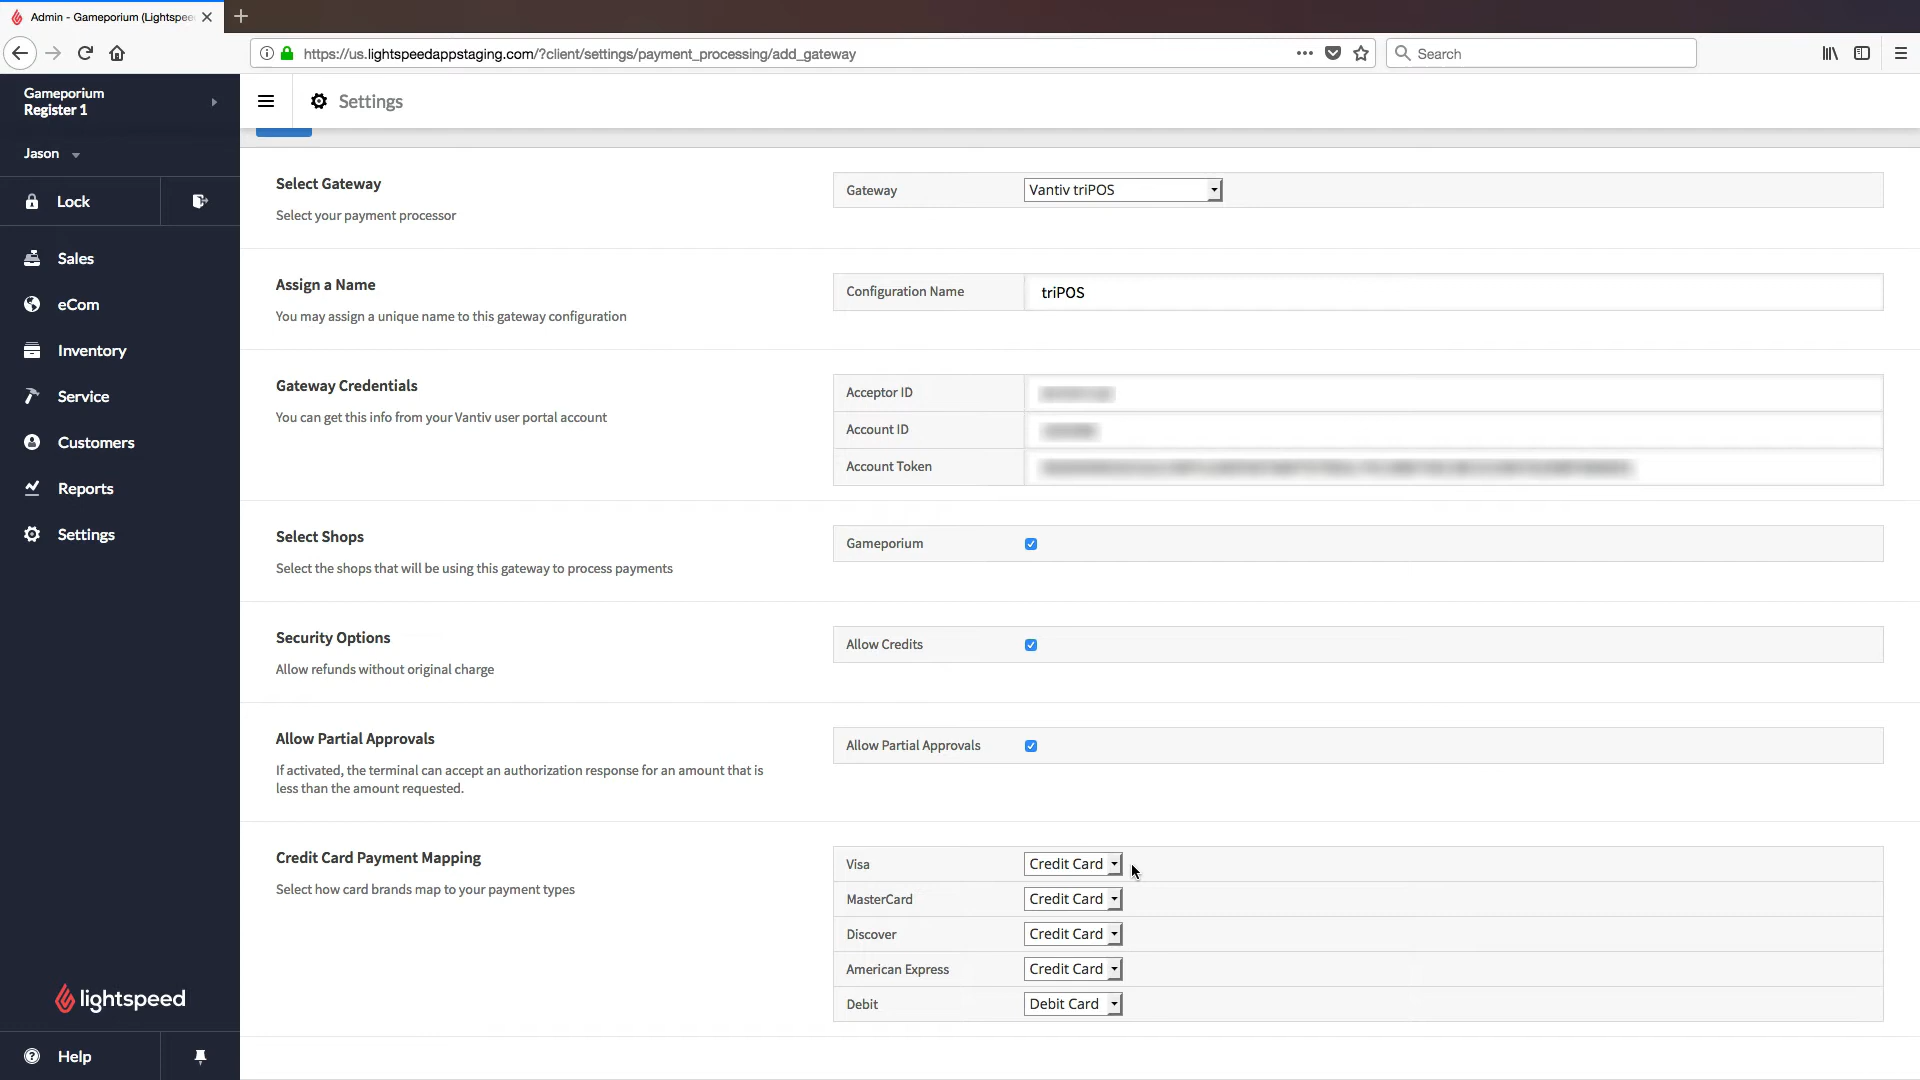 Admin - Gameporium (Lightspee
https://us.lightspeedappstaging.com/?client/settings/payment_processing/add_gateway
Search
Gameporium
Register 1
Settings
Jason
Lock
Sales
eCom
Inventory
Service
Customers
Reports
Settings
lightspeed
Help
Select Gateway
Select your payment processor
Gateway
Vantiv triPOS
Assign a Name
You may assign a unique name to this gateway configuration
Configuration Name
triPOS
Gateway Credentials
You can get this info from your Vantiv user portal account
Acceptor ID
Account ID
Account Token
Select Shops
Select the shops that will be using this gateway to process payments
Gameporium
Security Options
Allow refunds without original charge
Allow Credits
Allow Partial Approvals
If activated, the terminal can accept an authorization response for an amount that is
less than the amount requested.
Allow Partial Approvals
Credit Card Payment Mapping
Select how card brands map to your payment types
Visa
Credit Card
MasterCard
Credit Card
Discover
Credit Card
American Express
Credit Card
Debit
Debit Card